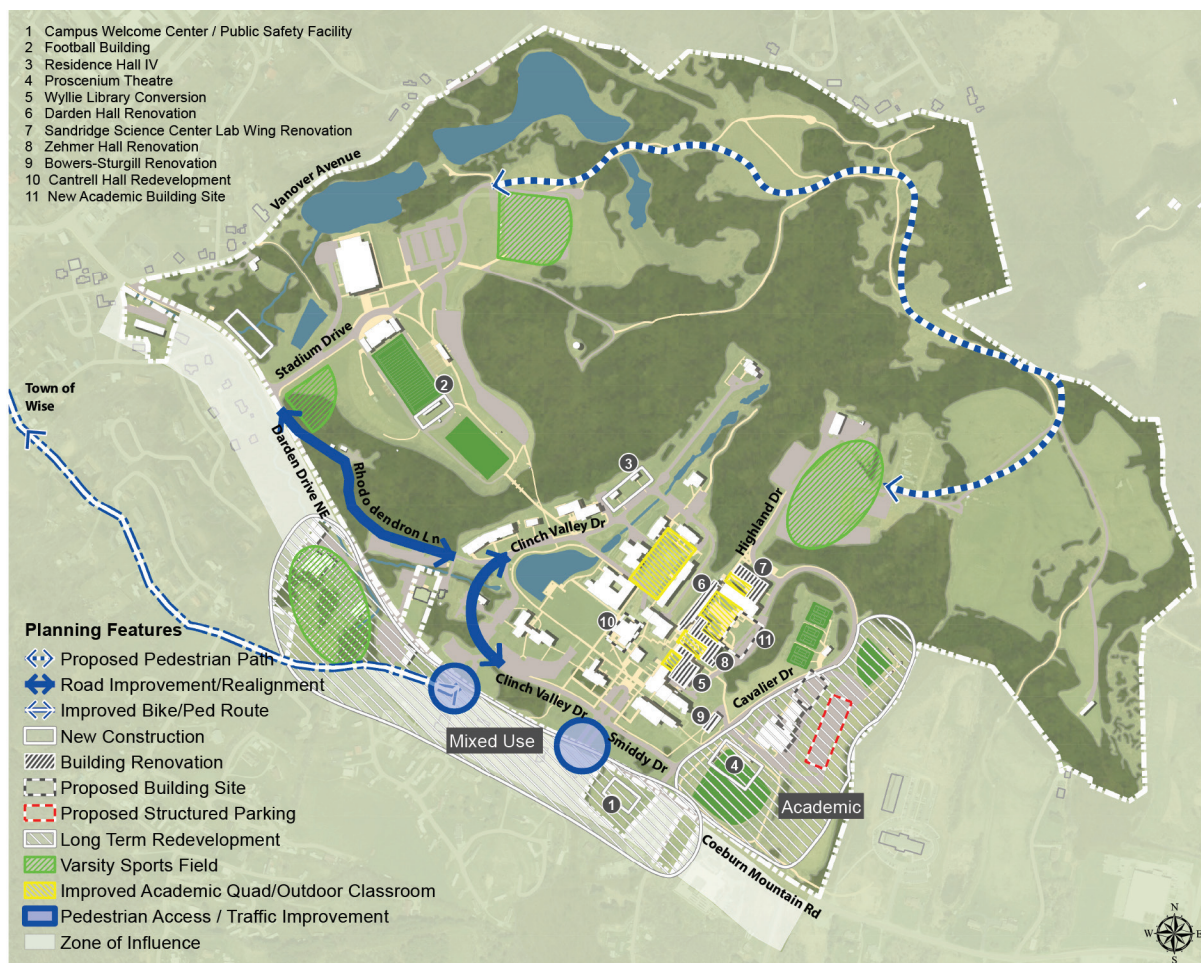 1 Campus Welcome Center / Public Safety Facility
2 Football Building
3 Residence Hall IV
4 Proscenium Theatre
5 Wyllie Library Conversion
6 Darden Hall Renovation
7 Sandridge Science Center Lab Wing Renovation
8 Zehmer Hall Renovation
9 Bowers-Sturgill Renovation
10 Cantrell Hall Redevelopment
11 New Academic Building Site
Vanover Avenue
Stadium Drive
Town of
Wise
2
Darden Drive NE
Rhododendron Ln
3
Clinch Valley Dr
Highland Dr
7
6
10
11
8
5
Cavalier Dr
9
Clinch Valley Dr
Smiddy Dr
Mixed Use
4
1
Academic
Coeburn Mountain Rd
Planning Features
Proposed Pedestrian Path
Road Improvement/Realignment
Improved Bike/Ped Route
New Construction
Building Renovation
Proposed Building Site
Proposed Structured Parking
Long Term Redevelopment
Varsity Sports Field
Improved Academic Quad/Outdoor Classroom
Pedestrian Access / Traffic Improvement
Zone of Influence
N
W E
S